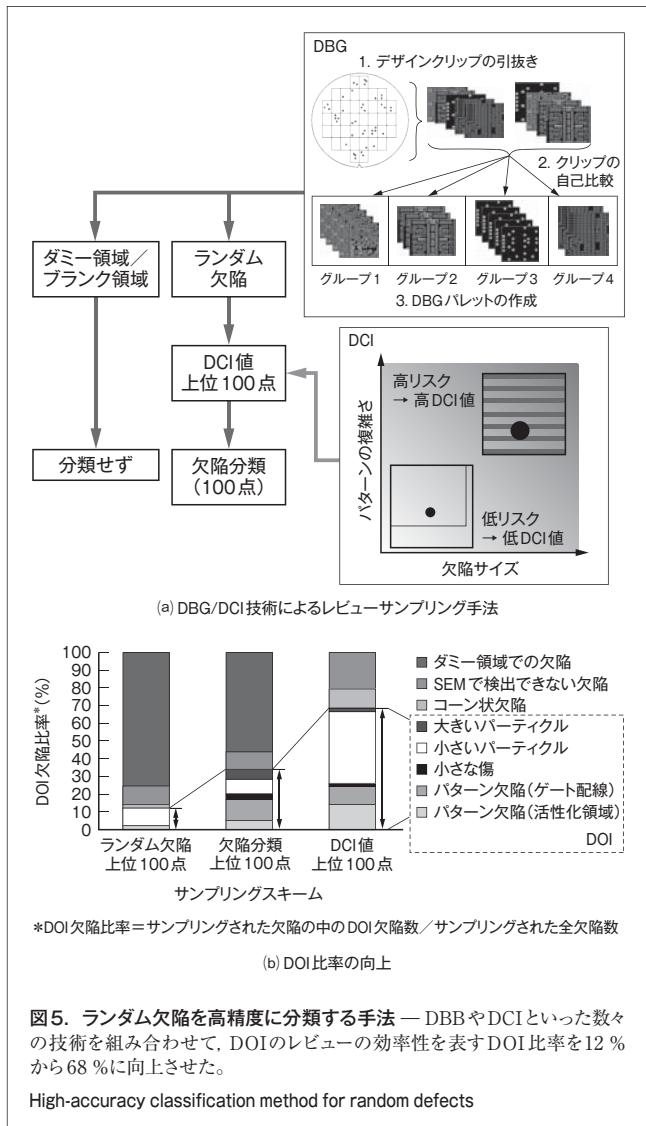 DBG
1. デザインクリップの引抜き
2. クリップの
自己比較
グループ1
グループ2
グループ3
グループ4
3. DBGパレットの作成
ダミー領域／
ブランク領域
ランダム
欠陥
DCI値
上位100点
分類せず
欠陥分類
(100点)
DCI
パターンの複雑さ
高リスク
→ 高DCI値
低リスク
→ 低DCI値
欠陥サイズ
(a) DBG/DCI技術によるレビューサンプリング手法
DOI欠陥比率*(%)
100
90
80
70
60
50
40
30
20
10
0
ランダム欠陥
上位100点
欠陥分類
上位100点
DCI値
上位100点
サンプリングスキーム
ダミー領域での欠陥
SEMで検出できない欠陥
コーン状欠陥
大きいパーティクル
小さいパーティクル
小さな傷
パターン欠陥(ゲート配線)
パターン欠陥(活性化領域)
DOI
*DOI欠陥比率＝サンプリングされた欠陥の中のDOI欠陥数／サンプリングされた全欠陥数
(b) DOI比率の向上
図5. ランダム欠陥を高精度に分類する手法 — DBBやDCIといった数々
の技術を組み合わせて，DOIのレビューの効率性を表すDOI比率を12 %
から68 %に向上させた。
High-accuracy classification method for random defects